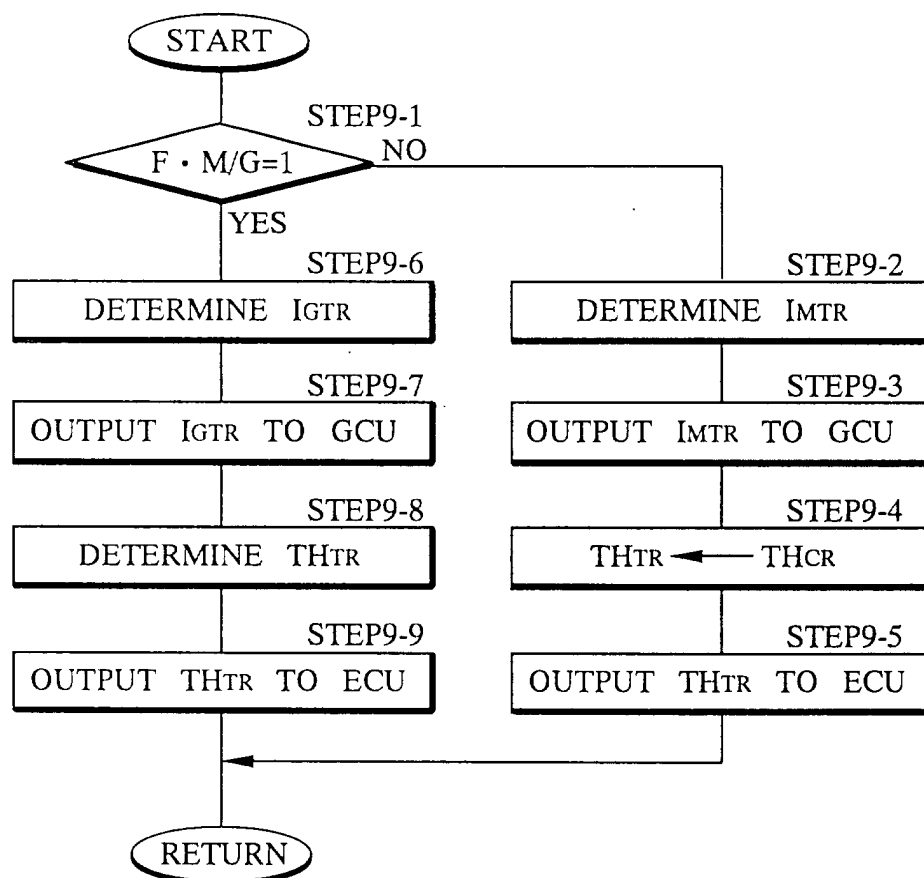 START
STEP9-1
F · M/G=1
NO
YES
STEP9-6
DETERMINE IGTR
STEP9-7
OUTPUT IGTR TO GCU
STEP9-8
DETERMINE THTR
STEP9-9
OUTPUT THTR TO ECU
STEP9-2
DETERMINE IMTR
STEP9-3
OUTPUT IMTR TO GCU
STEP9-4
THTR ← THCR
STEP9-5
OUTPUT THTR TO ECU
RETURN